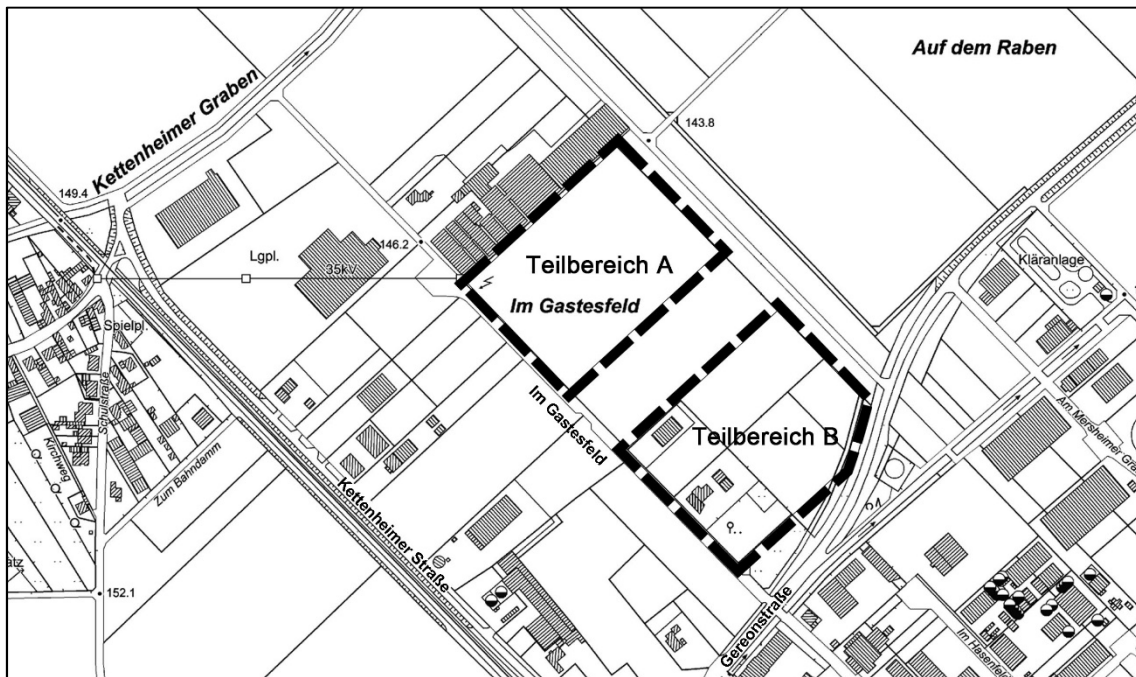 Auf dem Raben
Kettenheimer Graben
143.8
149.4
146.2
Lgpl.
35kV
Teilbereich A
Im Gastesfeld
Kläranlage
Spielpl.
Schulstraße
Kirchweg
Zum Bahndamm
Im Gastesfeld
Teilbereich B
Am Mersheimer Gra
Kettenheimer Straße
atz
152.1
Gereonstraße
Im Hasenfeld